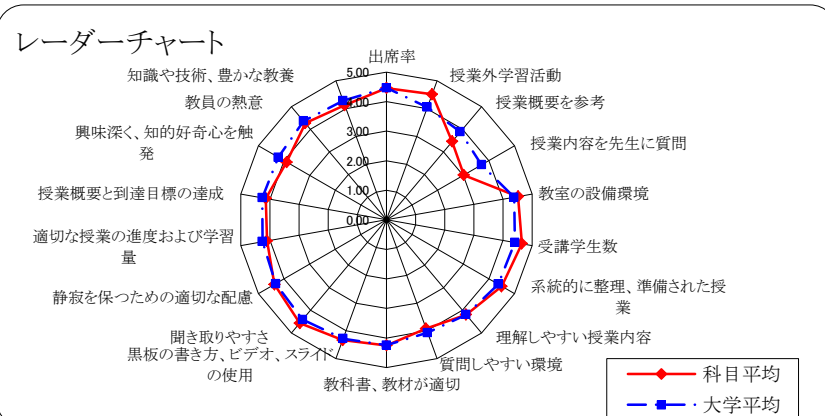 レーダーチャート
出席率
授業外学習活動
授業概要を参考
授業内容を先生に質問
教室の設備環境
受講学生数
系統的に整理、準備された授
業
理解しやすい授業内容
質問しやすい環境
教科書、教材が適切
黒板の書き方、ビデオ、スライド
の使用
聞き取りやすさ
静寂を保つための適切な配慮
適切な授業の進度および学習
量
授業概要と到達目標の達成
興味深く、知的好奇心を触
発
教員の熱意
知識や技術、豊かな教養
5.00
4.00
3.00
2.00
1.00
0.00
科目平均
大学平均